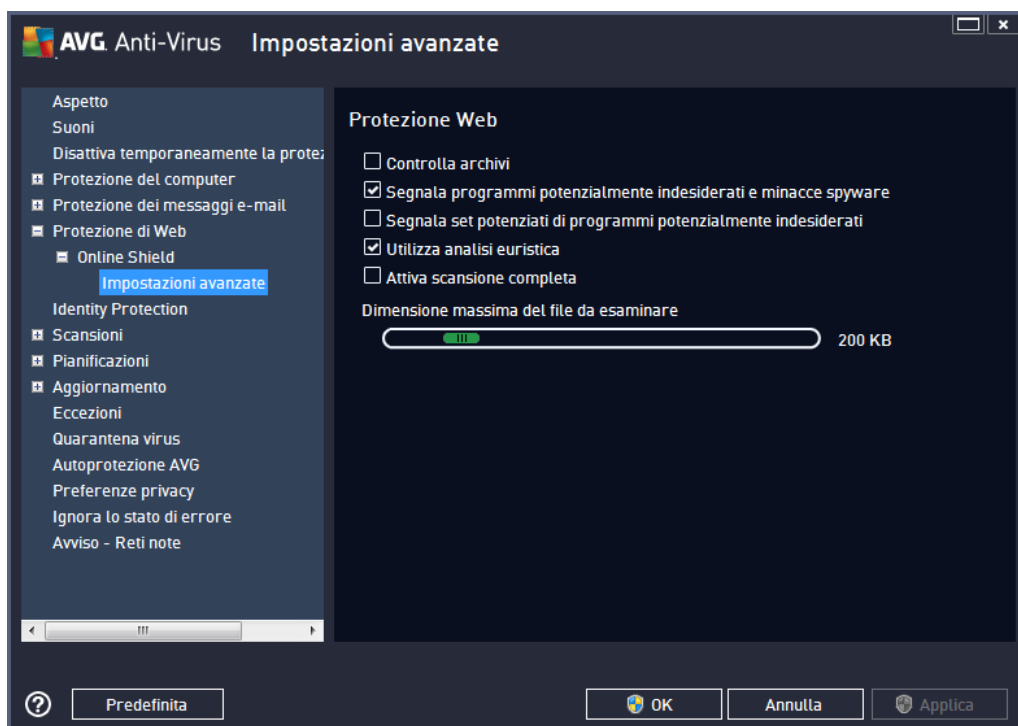 AVG. Anti-Virus Impostazioni avanzate
Aspetto
Suoni
Disattiva temporaneamente la protez
Protezione del computer
Protezione dei messaggi e-mail
Protezione di Web
Online Shield
Impostazioni avanzate
Identity Protection
Scansioni
Pianificazioni
Aggiornamento
Eccezioni
Quarantena virus
Autoprotezione AVG
Preferenze privacy
Ignora lo stato di errore
Avviso - Reti note
Protezione Web
Controlla archivi
Segnala programmi potenzialmente indesiderati e minacce spyware
Segnala set potenziati di programmi potenzialmente indesiderati
Utilizza analisi euristica
Attiva scansione completa
Dimensione massima del file da esaminare
200 KB
Predefinita
OK
Annulla
Applica